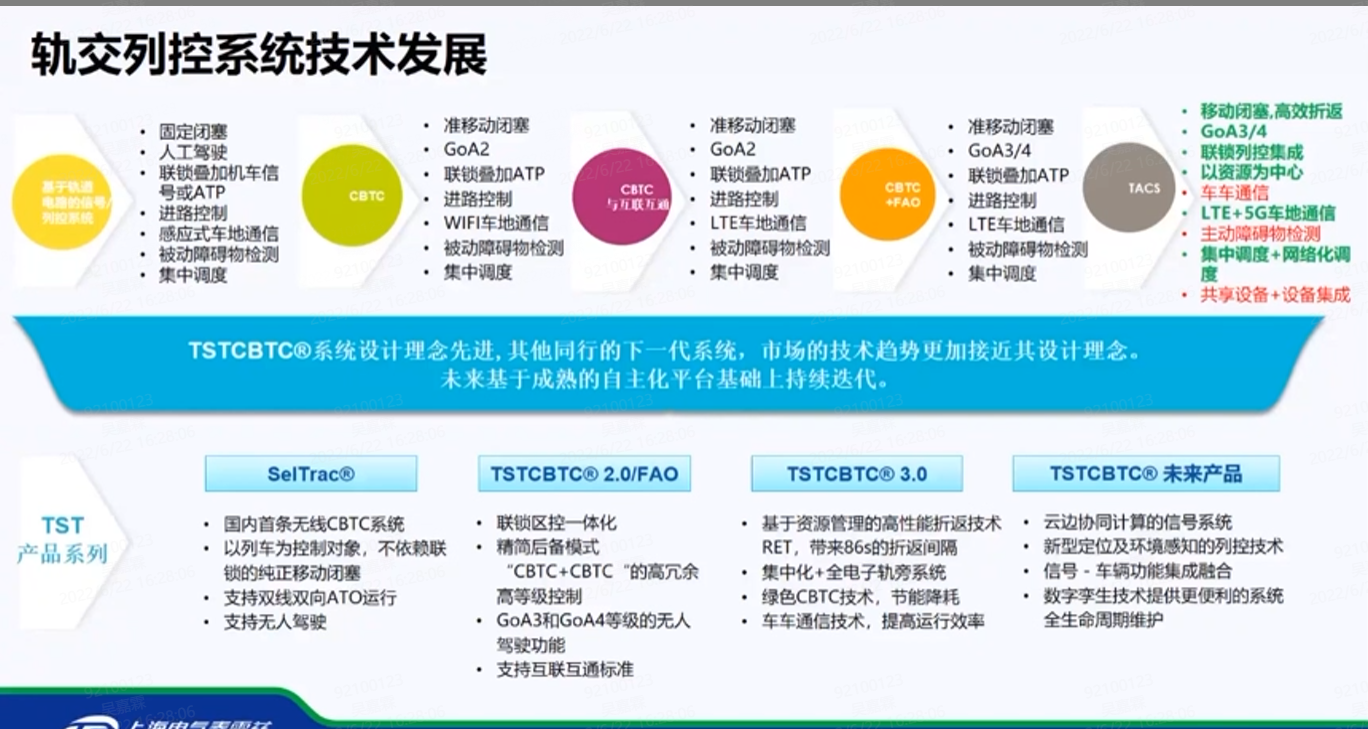 轨交列控系统技术发展
基于轨道
电路的信号/
列控系统
• 固定闭塞
• 人工驾驶
• 联锁叠加机车信
号或ATP
• 进路控制
• 感应式车地通信
• 被动障碍物检测
• 集中调度
CBTC
• 准移动闭塞
• GoA2
• 联锁叠加ATP
• 进路控制
• WIFI车地通信
• 被动障碍物检测
• 集中调度
CBTC
与互联互通
• 准移动闭塞
• GoA2
• 联锁叠加ATP
• 进路控制
• LTE车地通信
• 被动障碍物检测
• 集中调度
CBTC
+FAO
• 准移动闭塞
• GoA3/4
• 联锁叠加ATP
• 进路控制
• LTE车地通信
• 被动障碍物检测
• 集中调度
TACS
• 移动闭塞,高效折返
• GoA3/4
• 联锁列控集成
• 以资源为中心
• 车车通信
• LTE+5G车地通信
• 主动障碍物检测
• 集中调度+网络化调
度
• 共享设备+设备集成
TSTCBTC®系统设计理念先进,其他同行的下一代系统，市场的技术趋势更加接近其设计理念。
未来基于成熟的自主化平台基础上持续迭代。
TST
产品系列
SelTrac®
• 国内首条无线CBTC系统
• 以列车为控制对象，不依赖联
锁的纯正移动闭塞
• 支持双线双向ATO运行
• 支持无人驾驶
TSTCBTC® 2.0/FAO
• 联锁区控一体化
• 精简后备模式
“CBTC+CBTC“的高冗余
高等级控制
• GoA3和GoA4等级的无人
驾驶功能
• 支持互联互通标准
TSTCBTC® 3.0
• 基于资源管理的高性能折返技术
RET，带来86s的折返间隔
• 集中化+全电子轨旁系统
• 绿色CBTC技术，节能降耗
• 车车通信技术，提高运行效率
TSTCBTC® 未来产品
• 云边协同计算的信号系统
• 新型定位及环境感知的列控技术
• 信号 - 车辆功能集成融合
• 数字孪生技术提供更便利的系统
全生命周期维护